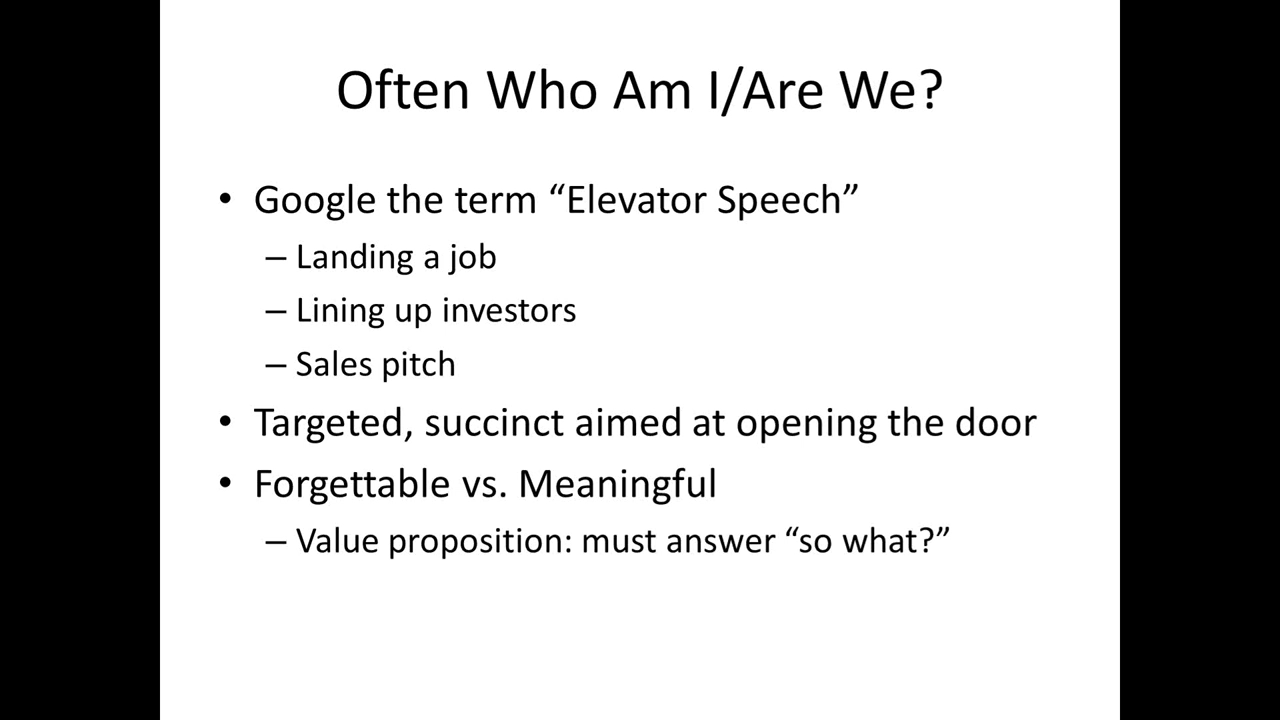 Often Who Am I/Are We?
• Google the term “Elevator Speech”
– Landing a job
– Lining up investors
– Sales pitch
• Targeted, succinct aimed at opening the door
• Forgettable vs. Meaningful
– Value proposition: must answer “so what?”